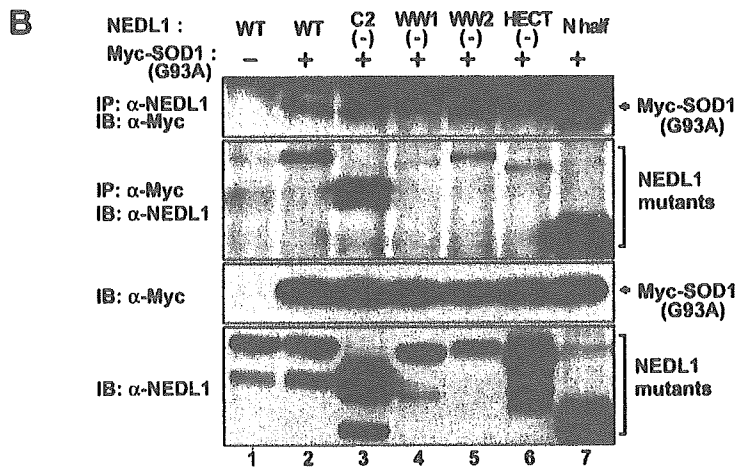 B
NEDL1 : WT WT C2 (-) WW1 (-) WW2 (-) HECT (-) N half
Myc-SOD1 : (G93A) - + + + + + +
IP: α-NEDL1
IB: α-Myc
Myc-SOD1
(G93A)
IP: α-Myc
IB: α-NEDL1
NEDL1
mutants
IB: α-Myc
Myc-SOD1
(G93A)
IB: α-NEDL1
NEDL1
mutants
1 2 3 4 5 6 7